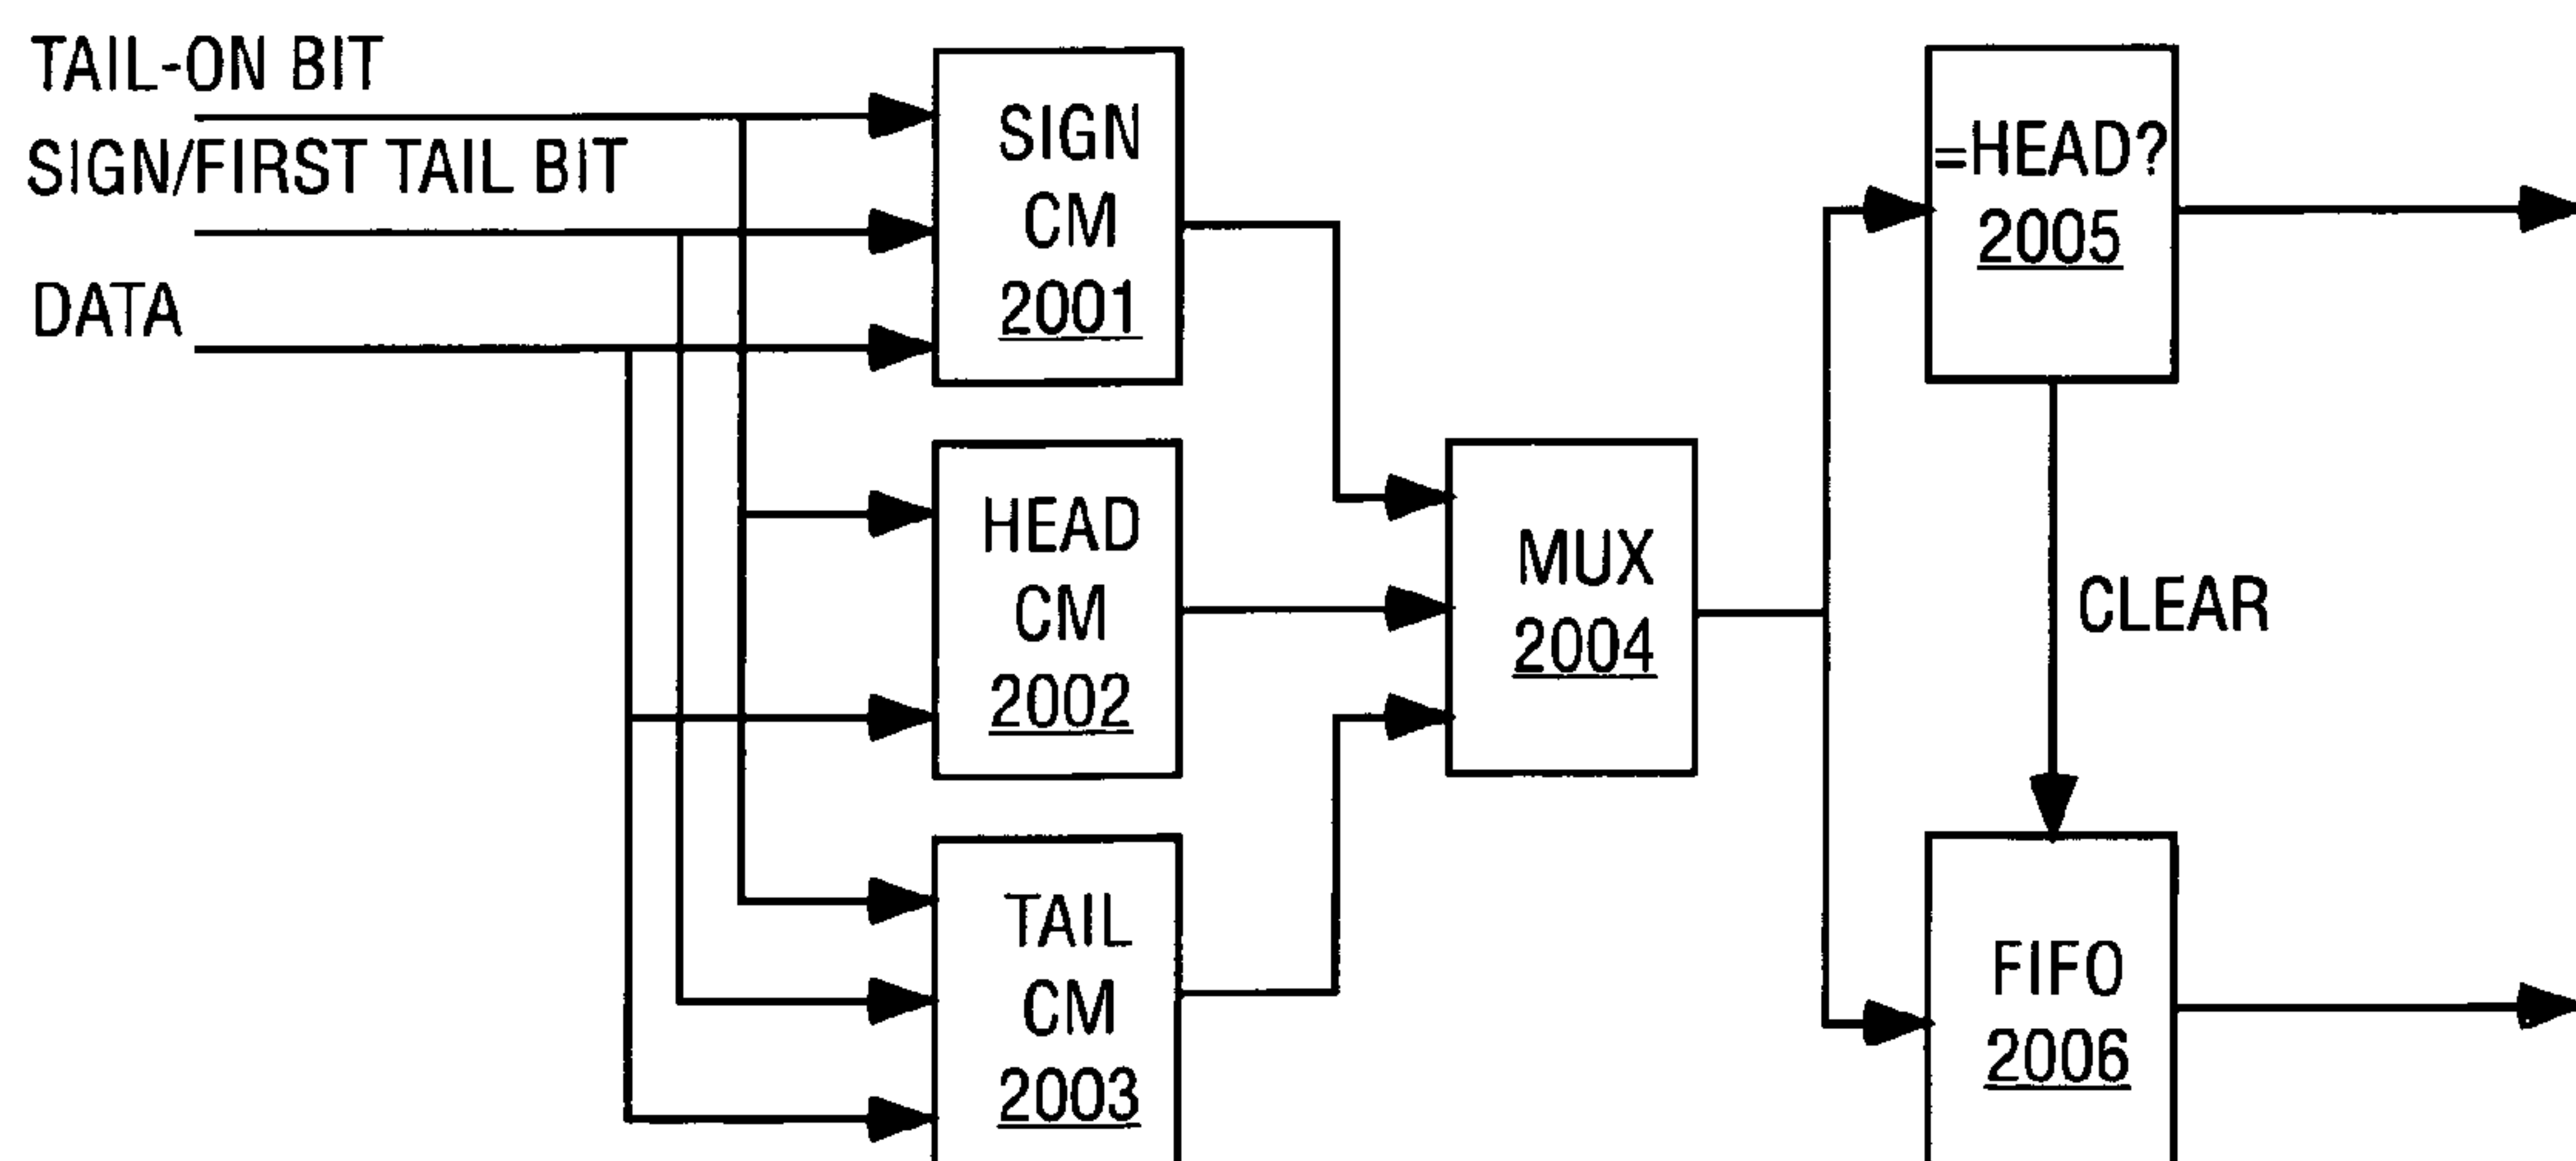 TAIL-ON BIT
SIGN/FIRST TAIL BIT
DATA
SIGN
CM
2001
HEAD
CM
2002
TAIL
CM
2003
MUX
2004
=HEAD?
2005
CLEAR
FIFO
2006